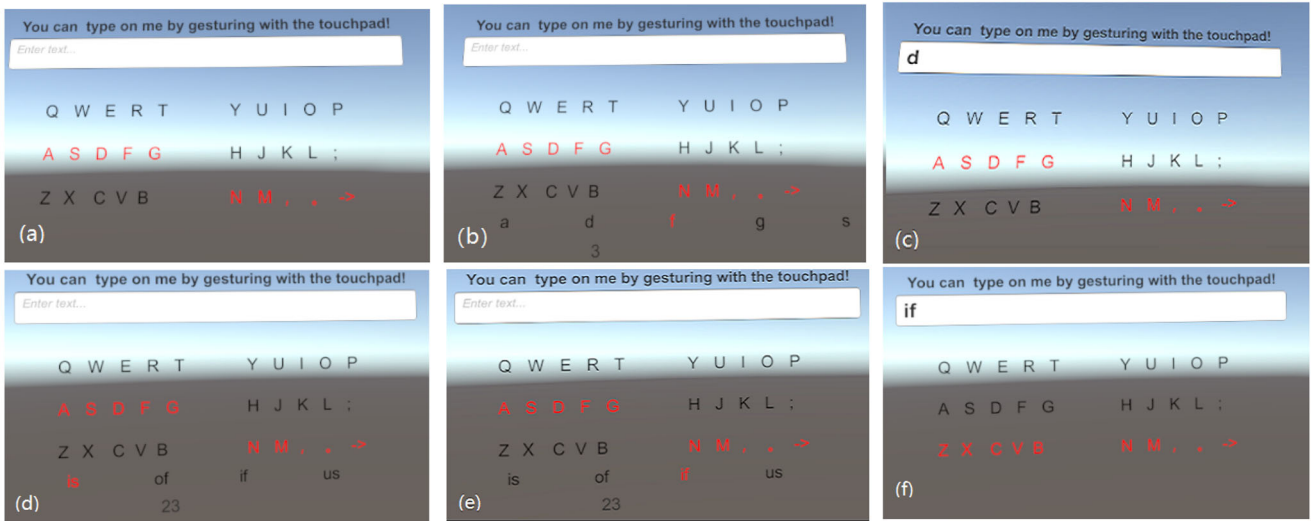 You can type on me by gesturing with the touchpad!
Enter text...
Q W E R T Y U I O P
A S D F G H J K L ;
Z X C V B N M , . ->
(a)
You can type on me by gesturing with the touchpad!
Enter text...
Q W E R T Y U I O P
A S D F G H J K L ;
Z X C V B N M , . ->
a d f g s
3
(b)
You can type on me by gesturing with the touchpad!
d
Q W E R T Y U I O P
A S D F G H J K L ;
Z X C V B N M , . ->
(c)
You can type on me by gesturing with the touchpad!
Enter text...
Q W E R T Y U I O P
A S D F G H J K L ;
Z X C V B N M , . ->
is of if us
23
(d)
You can type on me by gesturing with the touchpad!
Enter text...
Q W E R T Y U I O P
A S D F G H J K L ;
Z X C V B N M , . ->
is of if us
23
(e)
You can type on me by gesturing with the touchpad!
if
Q W E R T Y U I O P
A S D F G H J K L ;
Z X C V B N M , . ->
(f)